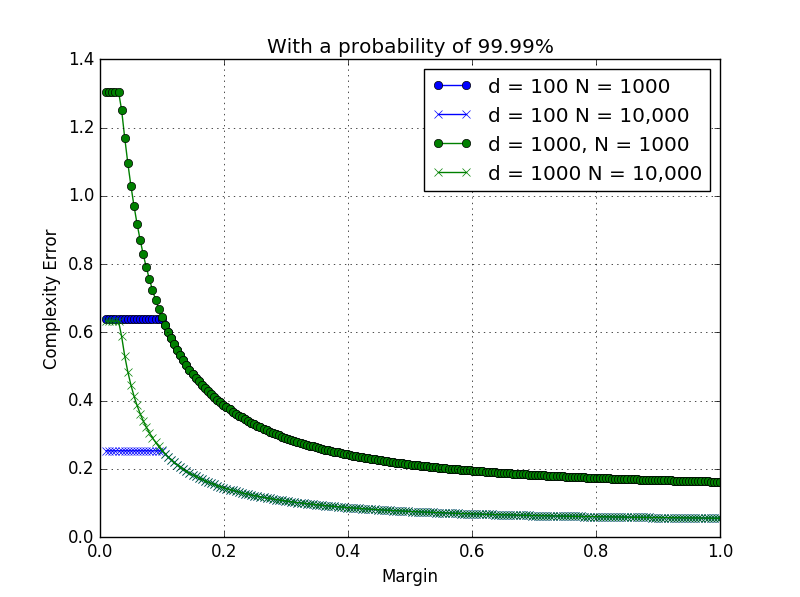 With a probability of 99.99%
d = 100 N = 1000
d = 100 N = 10,000
d = 1000, N = 1000
d = 1000 N = 10,000
Complexity Error
1.4
1.2
1.0
0.8
0.6
0.4
0.2
0.0
0.0 0.2 0.4 0.6 0.8 1.0
Margin